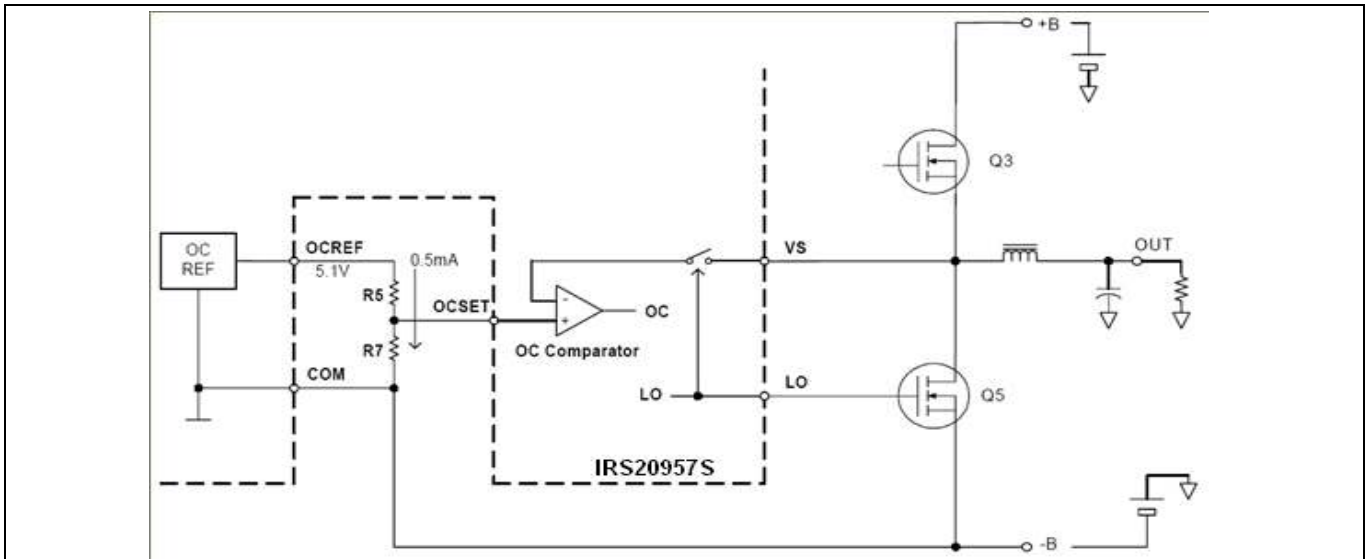 +B
Q3
OC
REF
OCREF
5.1V
0.5mA
VS
OUT
R5
OCSET
-
+
OC
R7
OC Comparator
COM
LO
LO
Q5
IRS20957S
-B